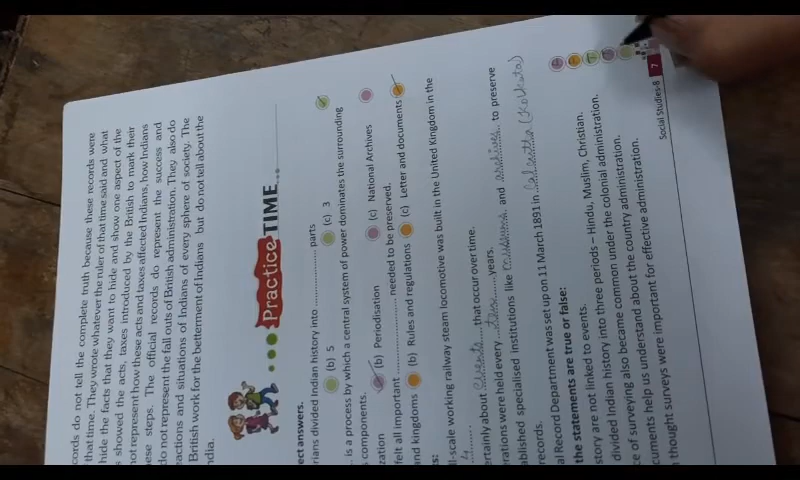 cords do not tell the complete truth because these records were
that time. They wrote whatever the ruler of that time said and what
hide the facts that they want to hide and show one aspect of the
showed the acts, taxes introduced by the British to mark their
not represent how these acts and taxes affected Indians, how Indians
ese steps. The official records do represent the success and
do not represent the fall outs of British administration. They also do
actions and situations of Indians of every sphere of society. The
British work for the betterment of Indians but do not tell about the
ndia.
Practice TIME
ect answers.
rians divided Indian history into .................. parts
(b) 5 (c) 3
is a process by which a central system of power dominates the surrounding
components.
zation (b) Periodisation (c) National Archives
felt all important .................. needed to be preserved.
and kingdoms (b) Rules and regulations (c) Letter and documents
s:
ll-scale working railway steam locomotive was built in the United Kingdom in the
ertainly about events that occur over time.
rations were held every years.
ablished specialised institutions like and archives to preserve
records.
al Record Department was set up on 11 March 1891 in Calcutta (Kolkata)
the statements are true or false:
story are not linked to events.
divided Indian history into three periods – Hindu, Muslim, Christian.
ce of surveying also became common under the colonial administration.
cuments help us understand about the country administration.
thought surveys were important for effective administration.
Social Studies-8 7